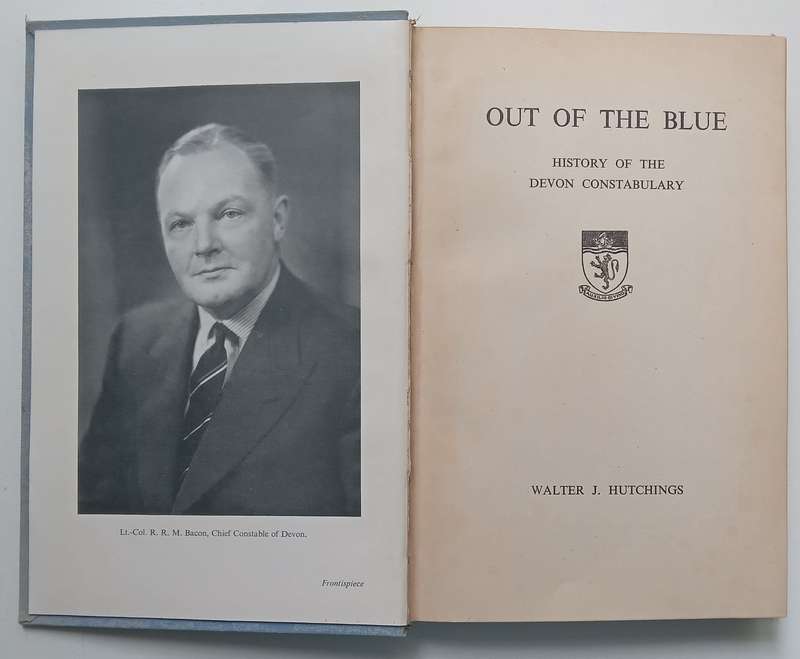 Lt.-Col. R. R. M. Bacon, Chief Constable of Devon.
Frontispiece
OUT OF THE BLUE
HISTORY OF THE
DEVON CONSTABULARY
WALTER J. HUTCHINGS